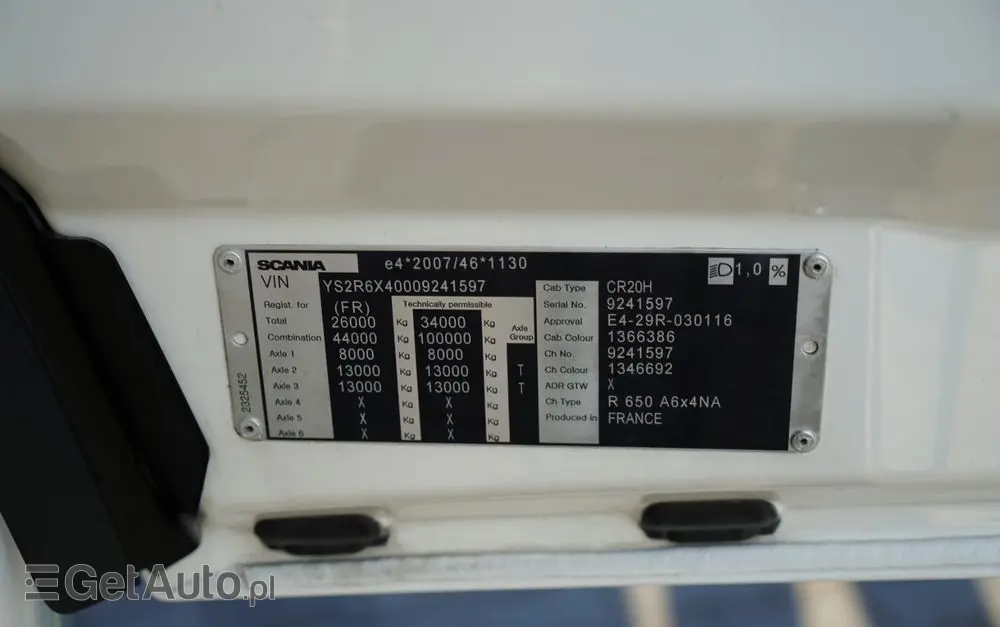 SCANIA e4*2007/46*1130 1,0 %
VIN YS2R6X40009241597
Regist. for (FR) Technically permissible
Total 26000 Kg 34000 Kg Axle Group
Combination 44000 Kg 100000 Kg
Axle 1 8000 Kg 8000 Kg
Axle 2 13000 Kg 13000 Kg T
Axle 3 13000 Kg 13000 Kg T
Axle 4 X Kg X Kg
Axle 5 X Kg X Kg
Axle 6 X Kg X Kg
Cab Type CR20H
Serial No. 9241597
Approval E4-29R-030116
Cab Colour 1366386
Ch No. 9241597
Ch Colour 1346692
ADR GTW X
Ch Type R 650 A6x4NA
Produced in FRANCE
2325452
GetAuto.pl